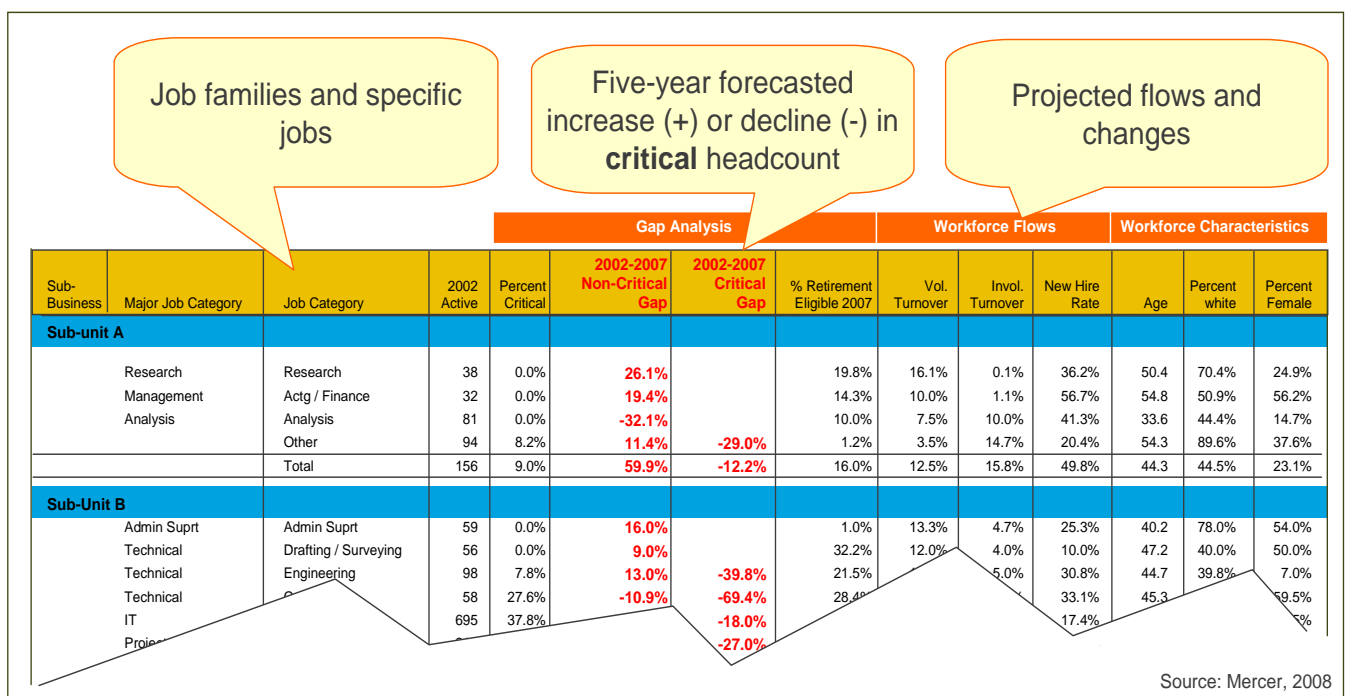 Job families and specific
jobs
Five-year forecasted
increase (+) or decline (-) in
critical headcount
Projected flows and
changes
Gap Analysis Workforce Flows Workforce Characteristics
Sub-
Business Major Job Category Job Category 2002
Active Percent
Critical 2002-2007
Non-Critical
Gap 2002-2007
Critical
Gap % Retirement
Eligible 2007 Vol.
Turnover Invol.
Turnover New Hire
Rate Age Percent
white Percent
Female
Sub-unit A
Research Research 38 0.0% 26.1% 19.8% 16.1% 0.1% 36.2% 50.4 70.4% 24.9%
Management Actg / Finance 32 0.0% 19.4% 14.3% 10.0% 1.1% 56.7% 54.8 50.9% 56.2%
Analysis Analysis 81 0.0% -32.1% 10.0% 7.5% 10.0% 41.3% 33.6 44.4% 14.7%
Other 94 8.2% 11.4% -29.0% 1.2% 3.5% 14.7% 20.4% 54.3 89.6% 37.6%
Total 156 9.0% 59.9% -12.2% 16.0% 12.5% 15.8% 49.8% 44.3 44.5% 23.1%
Sub-Unit B
Admin Suprt Admin Suprt 59 0.0% 16.0% 1.0% 13.3% 4.7% 25.3% 40.2 78.0% 54.0%
Technical Drafting / Surveying 56 0.0% 9.0% 32.2% 12.0% 4.0% 10.0% 47.2 40.0% 50.0%
Technical Engineering 98 7.8% 13.0% -39.8% 21.5% 5.0% 30.8% 44.7 39.8% 7.0%
Technical 58 27.6% -10.9% -69.4% 28.4% 33.1% 45.3 59.5%
IT 695 37.8% -18.0% 17.4%
-27.0%
Source: Mercer, 2008